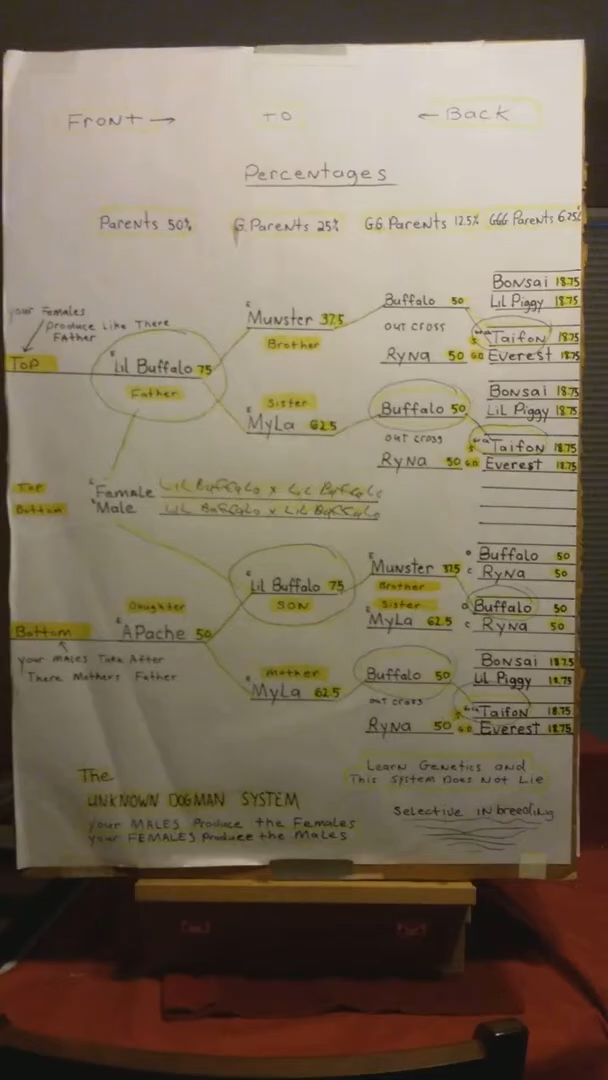 FRONT → TO ← BACK
Percentages
Parents 50% G.Parents 25% G.G. Parents 12.5% GGG Parents 6.25%
Bonsai 18.75
Buffalo 50 Lil Piggy 18.75
your Females
produce Like There
FATher
Munster 37.5
Brother
out cross
Taifon 18.75
Ryna 50 G.D Everest 18.75
Top
Lil Buffalo 75
Father
Bonsai 18.75
Sister
Buffalo 50 Lil Piggy 18.75
MyLa 62.5
out cross
Taifon 18.75
Ryna 50 G.D Everest 18.75
Top Female Lil Buffalo x Lil Buffalo
Bottom Male Lil Buffalo x Lil Buffalo
Munster 37.5 Buffalo 50
Ryna 50
Lil Buffalo 75
SON
Brother
Sister
Buffalo 50
MyLa 62.5 Ryna 50
Daughter
Bottom APache 50
your MALES Take After
There Mothers Father
Mother
MyLa 62.5
Bonsai 18.75
Buffalo 50 Lil Piggy 18.75
out cross
Taifon 18.75
Ryna 50 G.D Everest 18.75
The
UNKNOWN DOGMAN SYSTEM
your MALES Produce the Females
your FEMALES Produce the Males
Learn Genetics and
This System Does Not Lie
Selective INbreeding